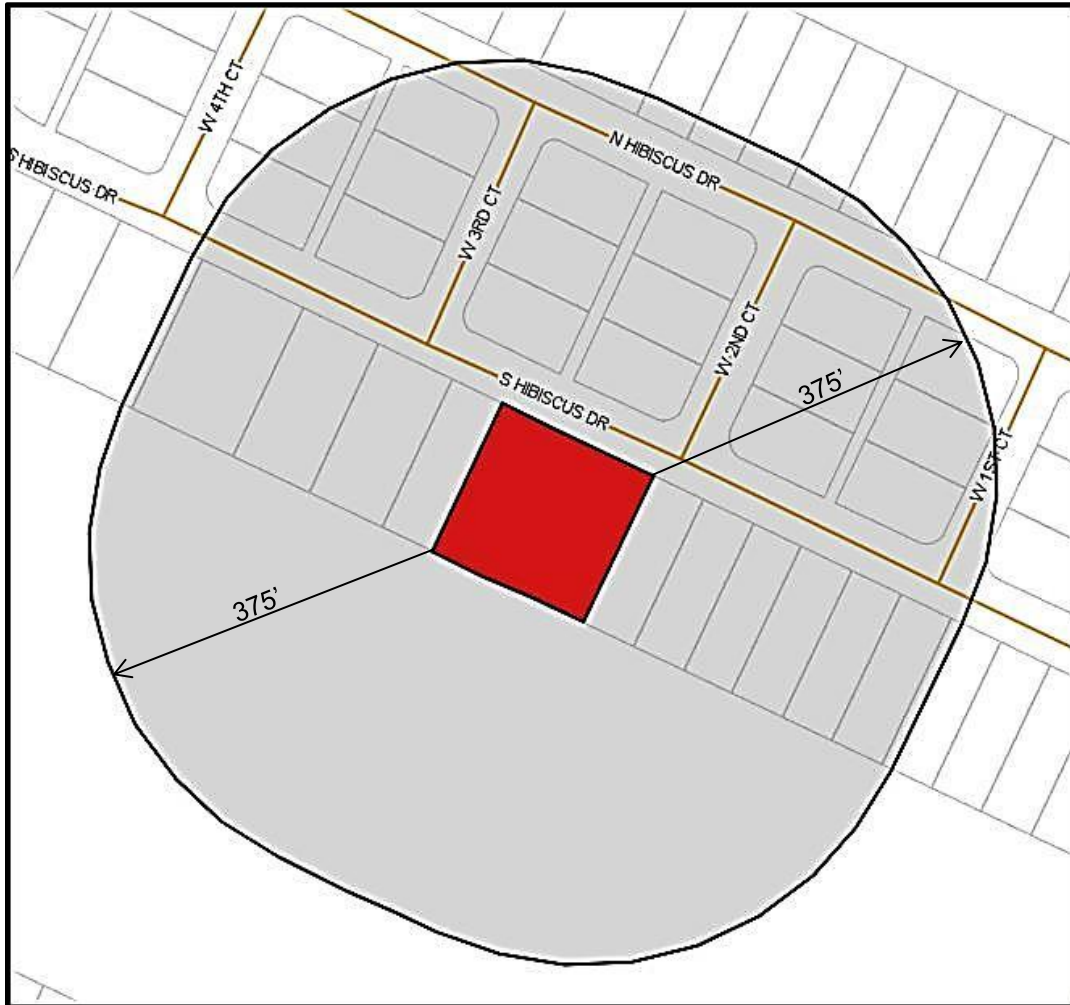 W 4TH CT
S HIBISCUS DR
N HIBISCUS DR
W 3RD CT
W 2ND CT
S HIBISCUS DR
375’
W 1ST CT
375’